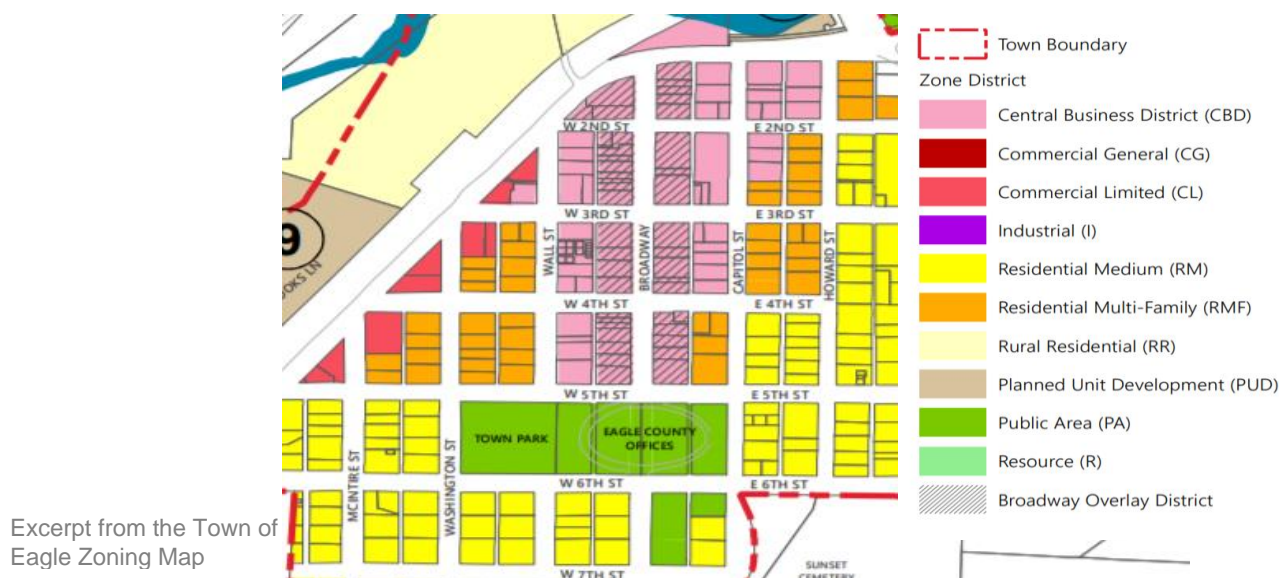 W 2ND ST
E 2ND ST
W 3RD ST
E 3RD ST
9
OOKS LN
WALL ST
BROADWAY
CAPITOL ST
HOWARD ST
W 4TH ST
E 4TH ST
W 5TH ST
E 5TH ST
TOWN PARK
EAGLE COUNTY
OFFICES
MCINTIRE ST
WASHINGTON ST
W 6TH ST
E 6TH ST
W 7TH ST
SUNSET
CEMETERY
Town Boundary
Zone District
Central Business District (CBD)
Commercial General (CG)
Commercial Limited (CL)
Industrial (I)
Residential Medium (RM)
Residential Multi-Family (RMF)
Rural Residential (RR)
Planned Unit Development (PUD)
Public Area (PA)
Resource (R)
Broadway Overlay District
Excerpt from the Town of
Eagle Zoning Map